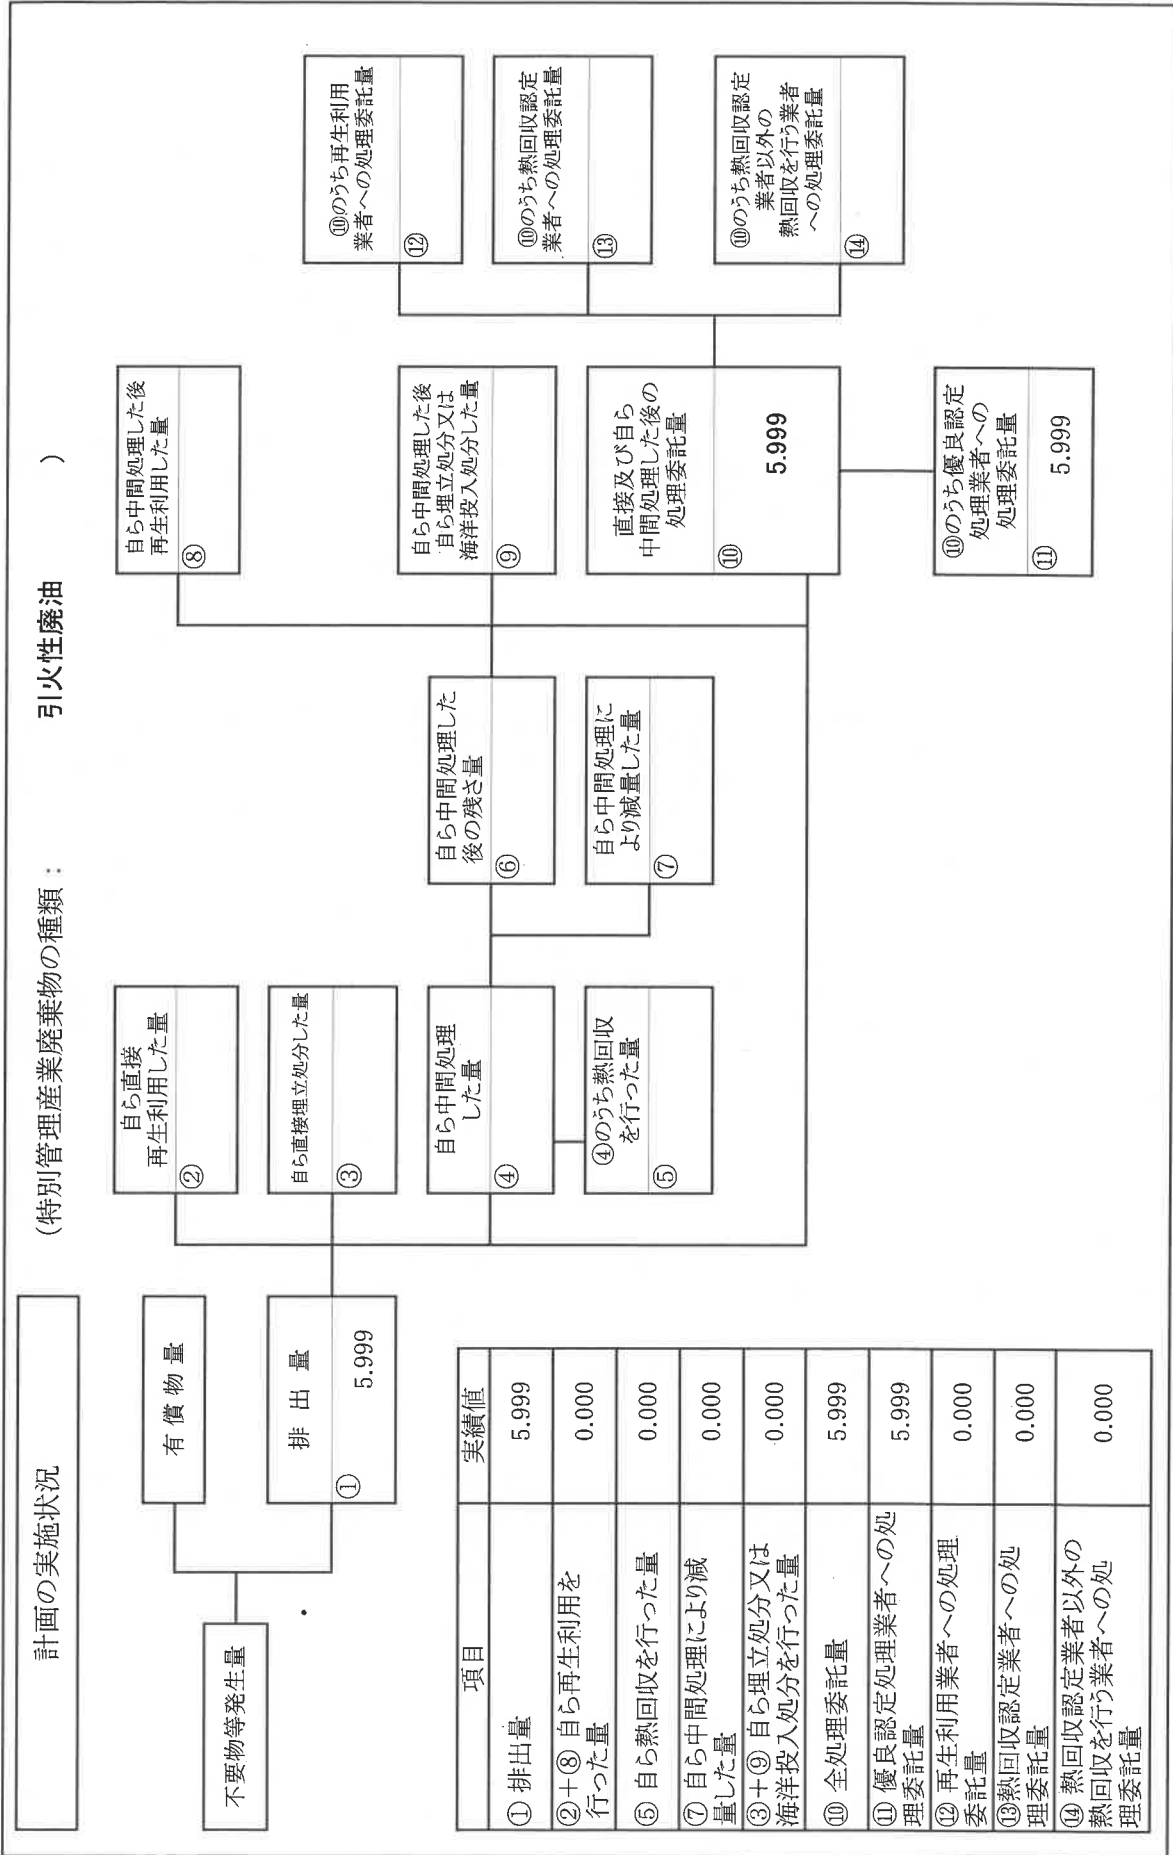 計画の実施状況
(特別管理産業廃棄物の種類: 引火性廃油 )
不要物等発生量
有償物量
排出量
① 5.999
自ら直接
再生利用した量
②
自ら直接埋立処分した量
③
自ら中間処理
した量
④
④のうち熱回収
を行った量
⑤
自ら中間処理した
後の残さ量
⑥
自ら中間処理に
より減量した量
⑦
自ら中間処理した後
再生利用した量
⑧
自ら中間処理した後
自ら埋立処分又は
海洋投入処分した量
⑨
直接及び自ら
中間処理した後の
処理委託量
⑩ 5.999
⑩のうち優良認定
処理業者への
処理委託量
⑪ 5.999
⑩のうち再生利用
業者への処理委託量
⑫
⑩のうち熱回収認定
業者への処理委託量
⑬
⑩のうち熱回収認定
業者以外の
熱回収を行う業者
への処理委託量
⑭
項目 実績値
① 排出量 5.999
②+⑧ 自ら再生利用を
行った量 0.000
⑤ 自ら熱回収を行った量 0.000
⑦ 自ら中間処理により減
量した量 0.000
③+⑨ 自ら埋立処分又は
海洋投入処分を行った量 0.000
⑩ 全処理委託量 5.999
⑪ 優良認定処理業者への処
理委託量 5.999
⑫ 再生利用業者への処理
委託量 0.000
⑬熱回収認定業者への処
理委託量 0.000
⑭ 熱回収認定業者以外の
熱回収を行う業者への処
理委託量 0.000